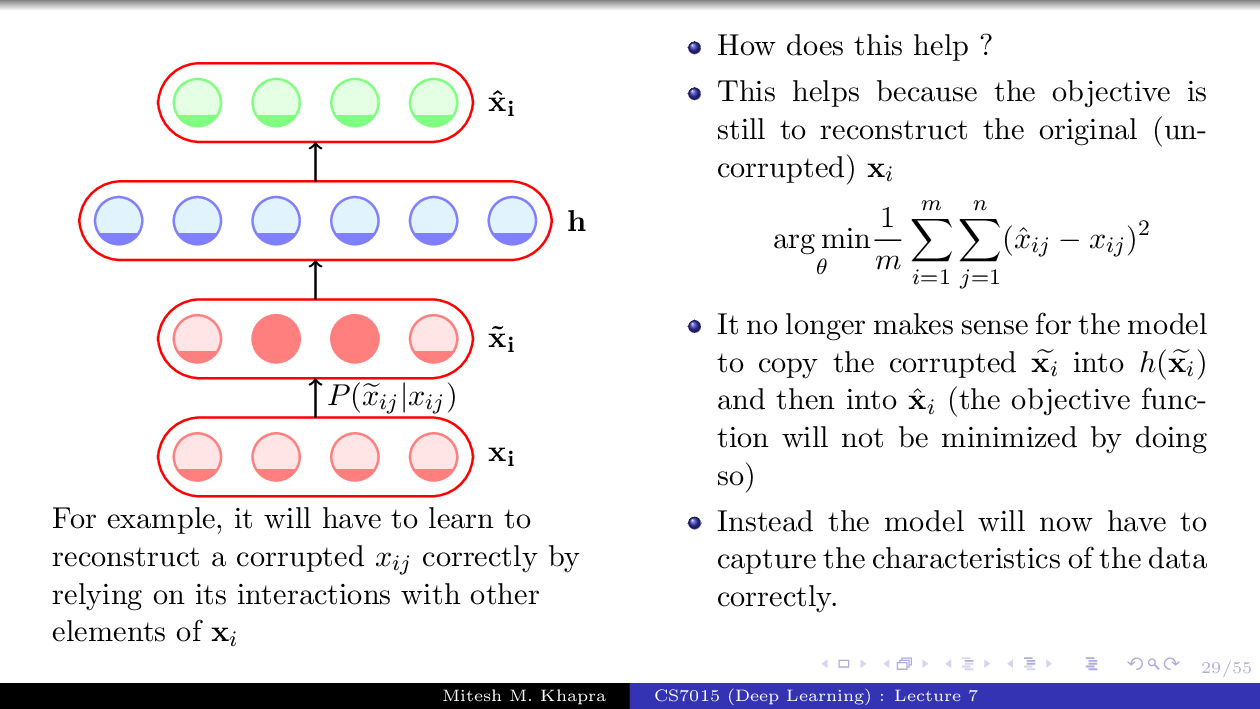 x̂ᵢ
h
x̃ᵢ
P(x̃ᵢⱼ|xᵢⱼ)
xᵢ
For example, it will have to learn to
reconstruct a corrupted xᵢⱼ correctly by
relying on its interactions with other
elements of xᵢ
How does this help ?
This helps because the objective is
still to reconstruct the original (un-
corrupted) xᵢ
arg min_θ 1/m ∑_{i=1}^{m} ∑_{j=1}^{n} (x̂ᵢⱼ − xᵢⱼ)²
It no longer makes sense for the model
to copy the corrupted x̃ᵢ into h(x̃ᵢ)
and then into x̂ᵢ (the objective func-
tion will not be minimized by doing
so)
Instead the model will now have to
capture the characteristics of the data
correctly.
29/55
Mitesh M. Khapra
CS7015 (Deep Learning) : Lecture 7